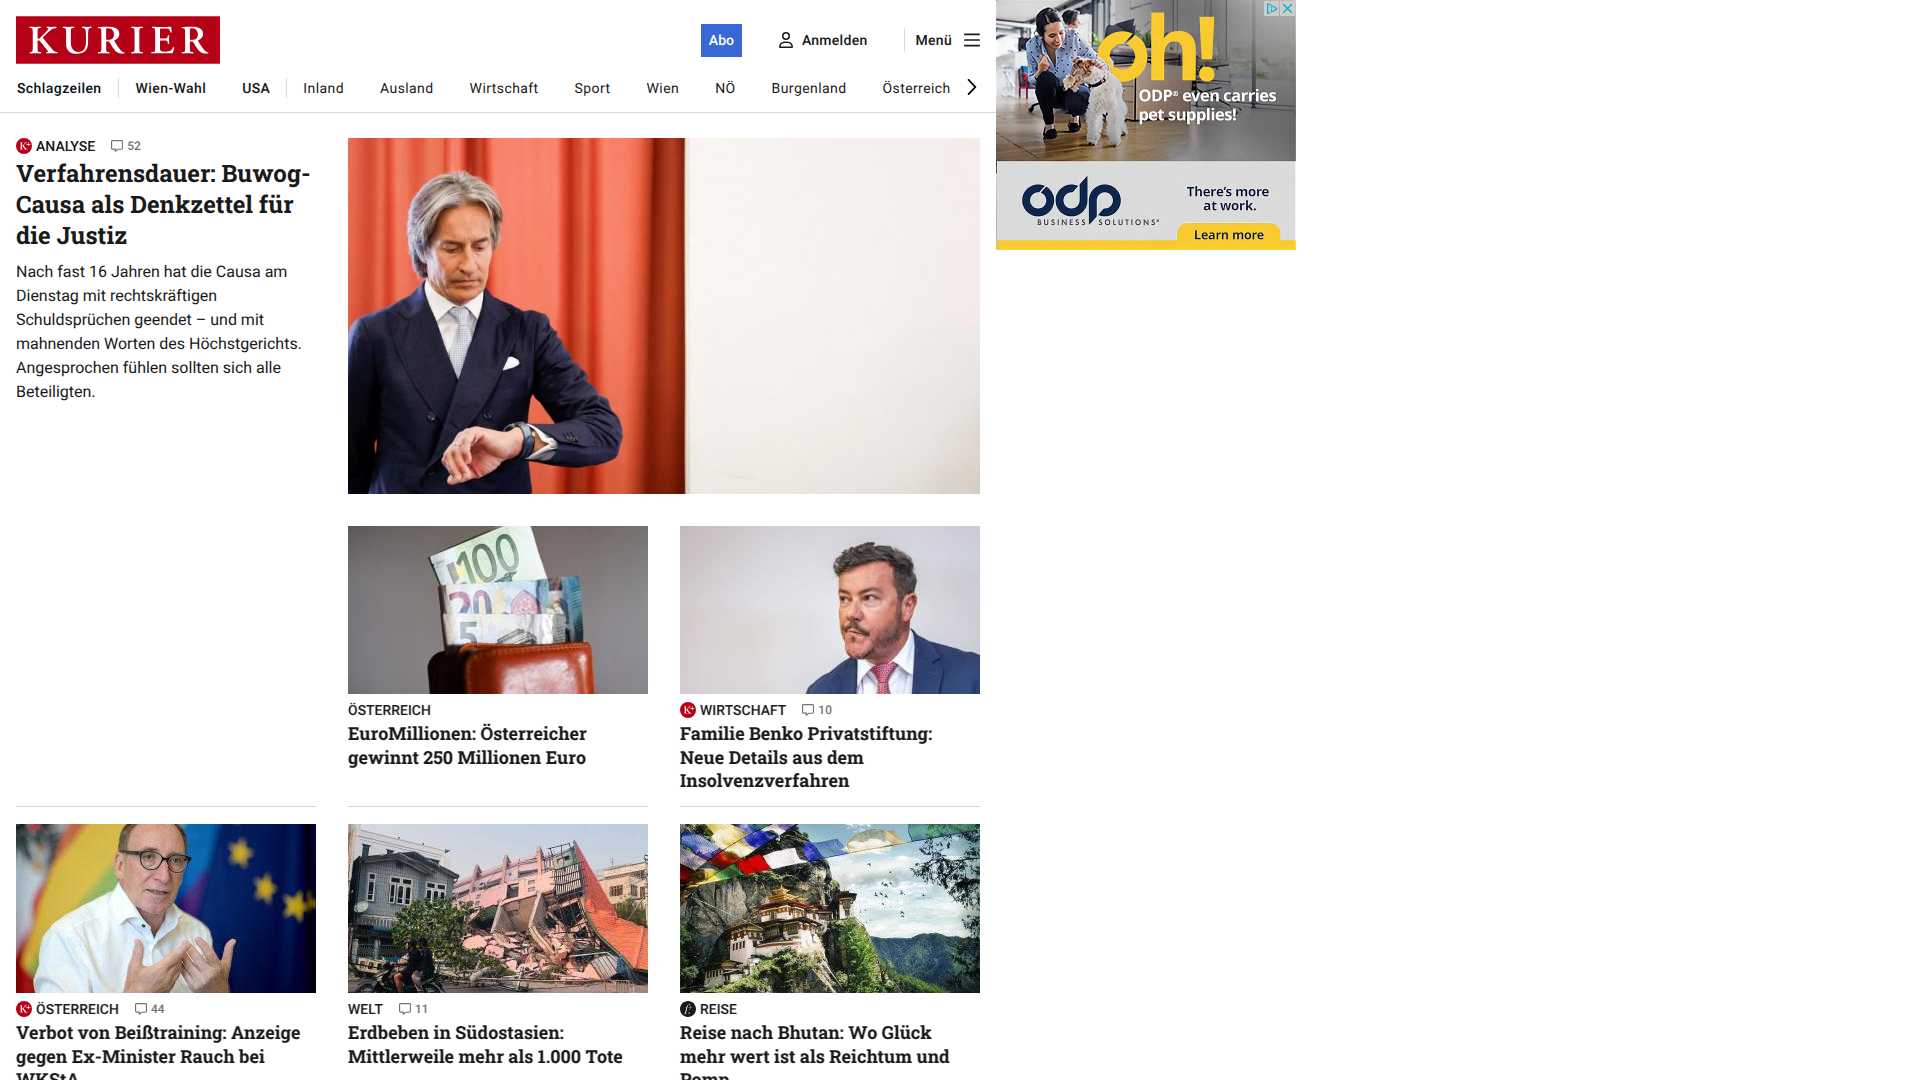 KURIER
Abo
Anmelden
Menü
Schlagzeilen
Wien-Wahl
USA
Inland
Ausland
Wirtschaft
Sport
Wien
NÖ
Burgenland
Österreich
ANALYSE 52
Verfahrensdauer: Buwog-
Causa als Denkzettel für
die Justiz
Nach fast 16 Jahren hat die Causa am
Dienstag mit rechtskräftigen
Schuldsprüchen geendet – und mit
mahnenden Worten des Höchstgerichts.
Angesprochen fühlen sollten sich alle
Beteiligten.
oh!
ODP® even carries
pet supplies!
odp
BUSINESS SOLUTIONS
There's more
at work.
Learn more
100
20
5
ÖSTERREICH
EuroMillionen: Österreicher
gewinnt 250 Millionen Euro
K+ WIRTSCHAFT 10
Familie Benko Privatstiftung:
Neue Details aus dem
Insolvenzverfahren
K+ ÖSTERREICH 44
Verbot von Beißtraining: Anzeige
gegen Ex-Minister Rauch bei
WKStA
WELT 11
Erdbeben in Südostasien:
Mittlerweile mehr als 1.000 Tote
REISE
Reise nach Bhutan: Wo Glück
mehr wert ist als Reichtum und
Pomp